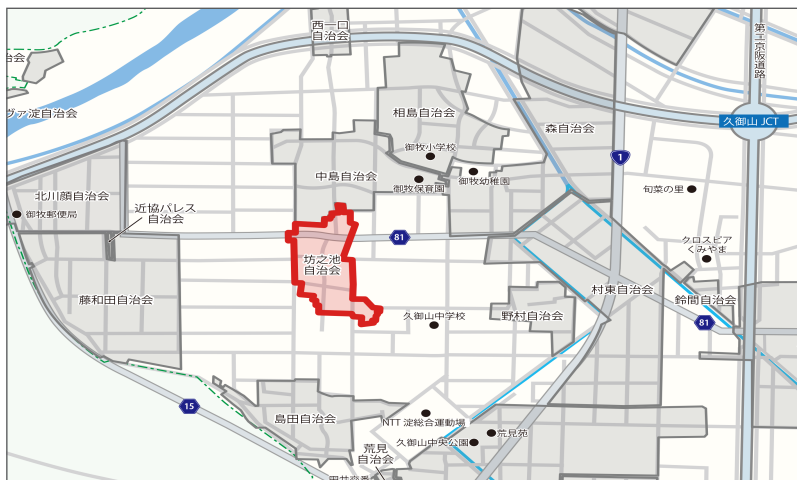 西一口
自治会
第二京阪道路
治会
ヴァ淀自治会
相島自治会
久御山 JCT
森自治会
御牧小学校
1
中島自治会
御牧保育園
御牧幼稚園
旬菜の里
北川顔自治会
御牧郵便局
近協パレス
自治会
81
クロスピア
くみやま
坊之池
自治会
藤和田自治会
村東自治会
鈴間自治会
久御山中学校
野村自治会
81
15
島田自治会
NTT 淀総合運動場
荒見苑
久御山中央公園
荒見
自治会